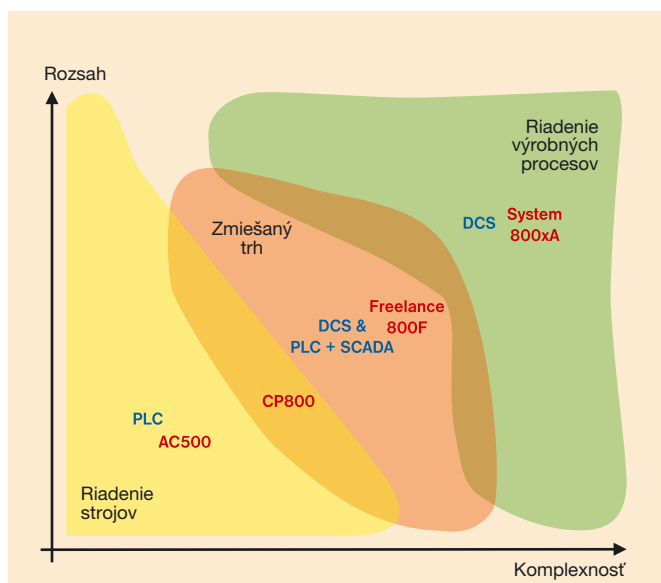 Rozsah
Riadenie
výrobných
procesov
DCS
System
800xA
Zmiešaný
trh
Freelance
800F
DCS &
PLC + SCADA
CP800
PLC
AC500
Riadenie
strojov
Komplexnosť